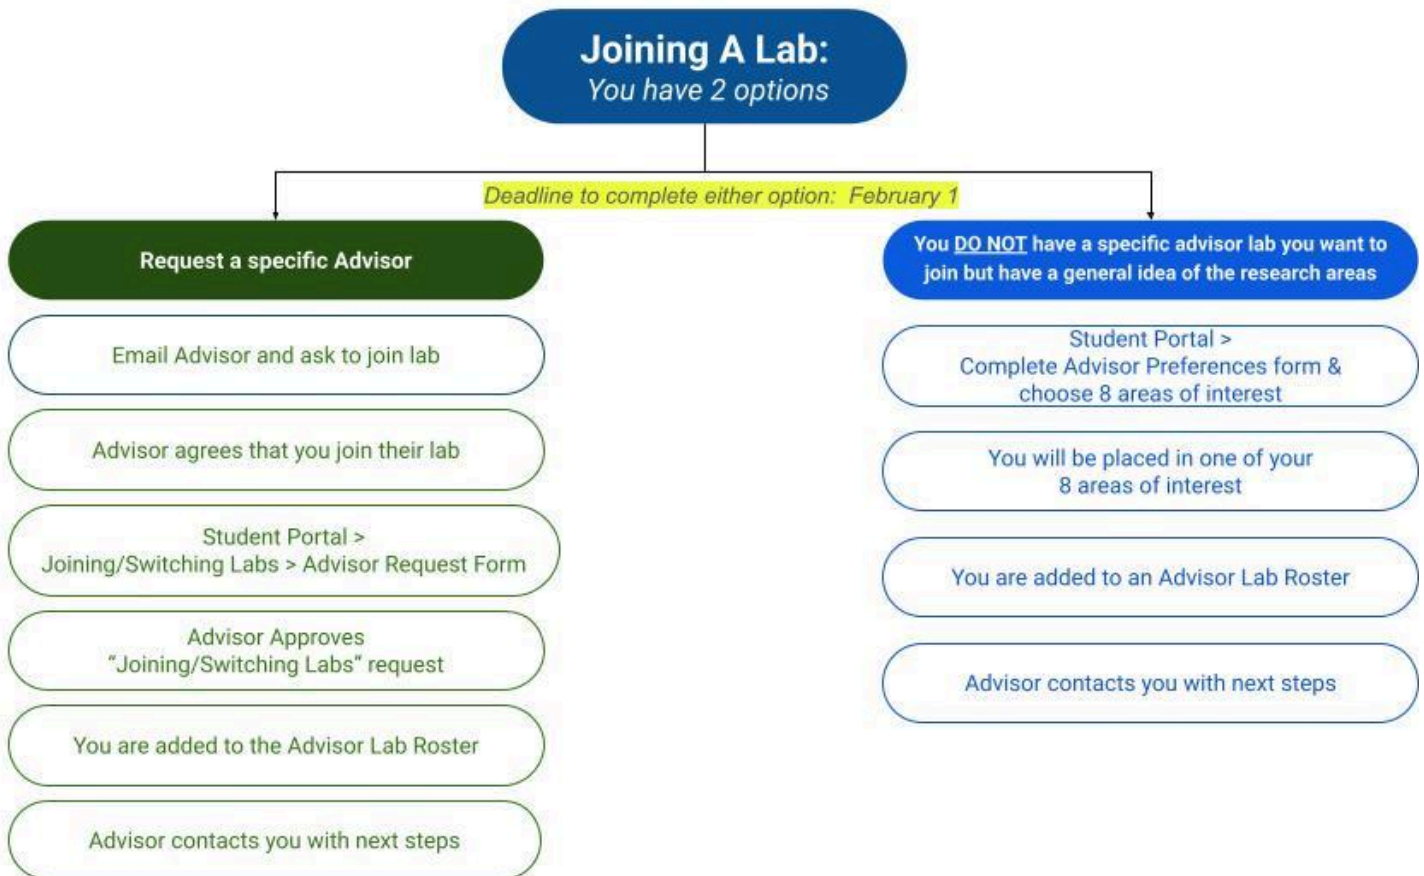 Joining A Lab:
You have 2 options
Deadline to complete either option: February 1
Request a specific Advisor
Email Advisor and ask to join lab
Advisor agrees that you join their lab
Student Portal >
Joining/Switching Labs > Advisor Request Form
Advisor Approves
“Joining/Switching Labs“ request
You are added to the Advisor Lab Roster
Advisor contacts you with next steps
You DO NOT have a specific advisor lab you want to
join but have a general idea of the research areas
Student Portal >
Complete Advisor Preferences form &
choose 8 areas of interest
You will be placed in one of your
8 areas of interest
You are added to an Advisor Lab Roster
Advisor contacts you with next steps